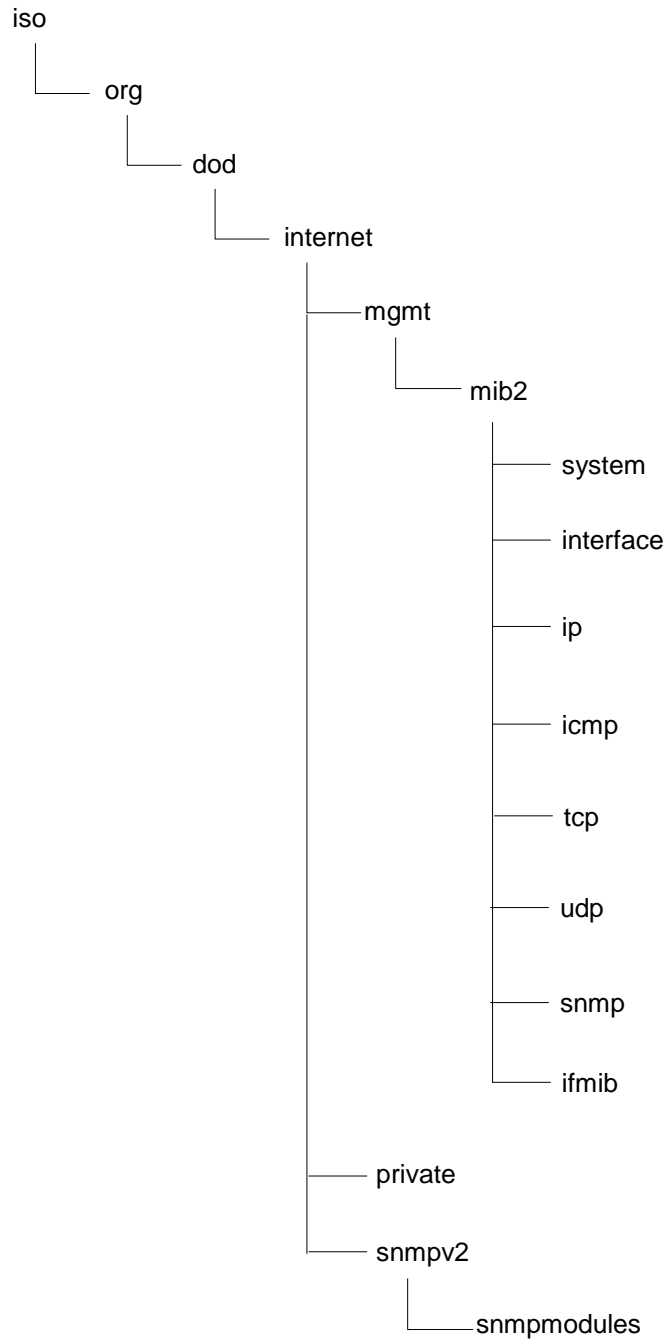 iso
org
dod
internet
mgmt
mib2
system
interface
ip
icmp
tcp
udp
snmp
ifmib
private
snmpv2
snmpmodules